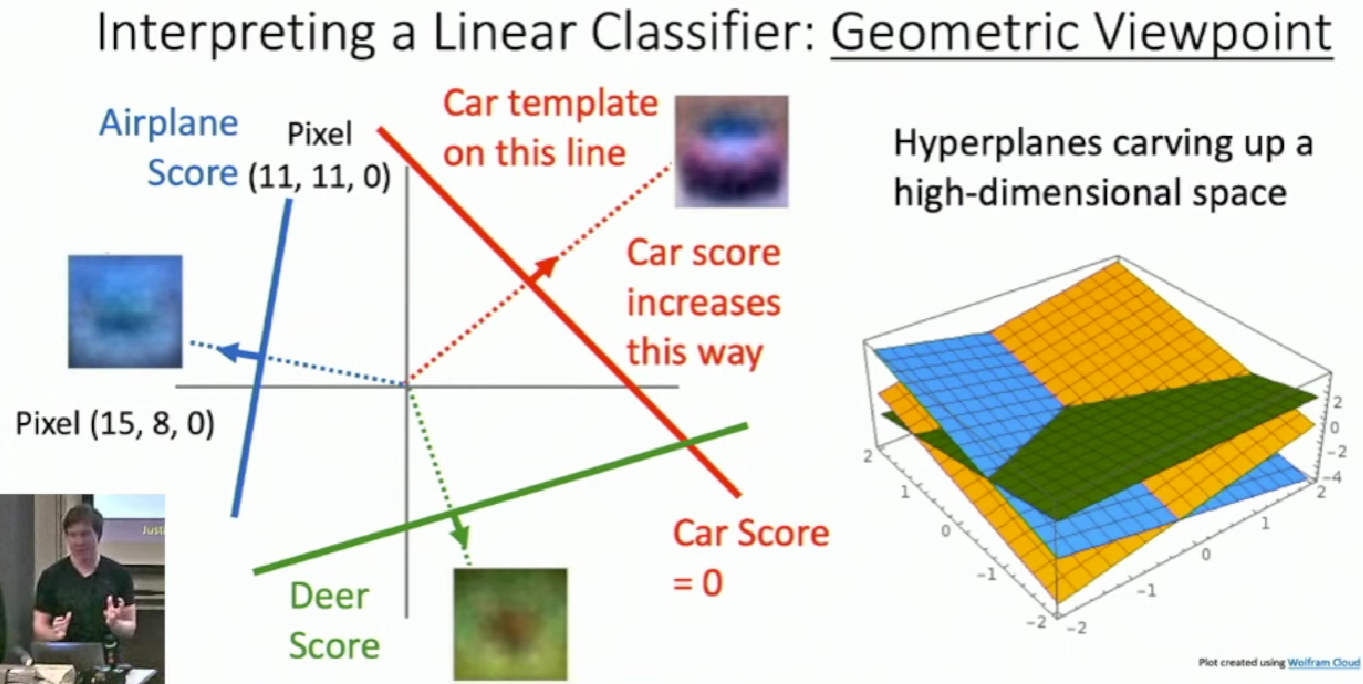 Interpreting a Linear Classifier: Geometric Viewpoint
Airplane
Score
Pixel
(11, 11, 0)
Car template
on this line
Car score
increases
this way
Pixel (15, 8, 0)
Deer
Score
Car Score
= 0
Hyperplanes carving up a
high-dimensional space
2
1
0
-1
-2
-2
-1
0
1
2
2
0
-2
-4
Plot created using Wolfram Cloud